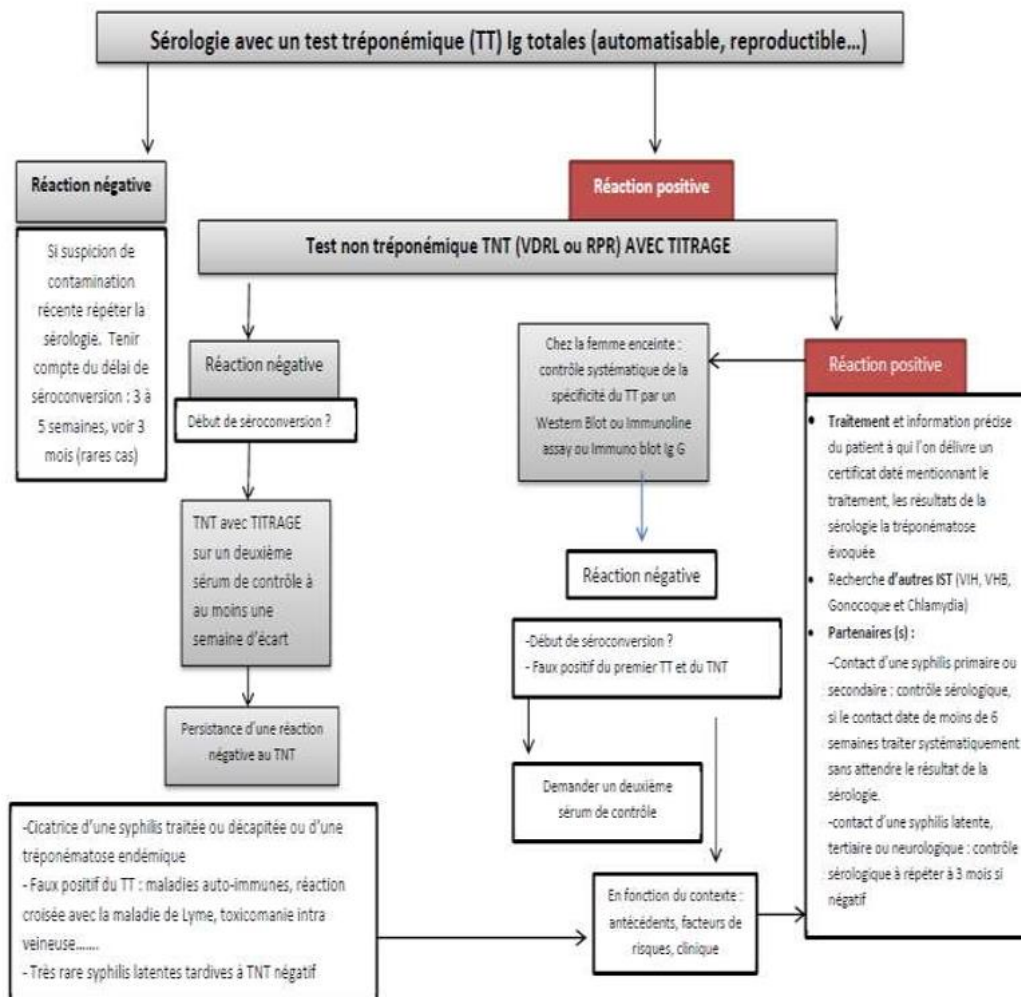 Sérologie avec un test tréponémique (TT) Ig totales (automatisable, reproductible…)
Réaction négative
Si suspicion de
contamination
récente répéter la
sérologie. Tenir
compte du délai de
séroconversion : 3 à
5 semaines, voir 3
mois (rares cas)
Réaction positive
Test non tréponémique TNT (VDRL ou RPR) AVEC TITRAGE
Réaction négative
Début de séroconversion ?
TNT avec TITRAGE
sur un deuxième
sérum de contrôle à
au moins une
semaine d'écart
Persistance d'une réaction
négative au TNT
-Cicatrice d'une syphilis traitée ou décapitée ou d'une
tréponématose endémique
- Faux positif du TT : maladies auto-immunes, réaction
croisée avec la maladie de Lyme, toxicomanie intra
veineuse.......
- Très rare syphilis latentes tardives à TNT négatif
Chez la femme enceinte :
contrôle systématique de la
spécificité du TT par un
Western Blot ou Immunoline
assay ou Immuno blot Ig G
Réaction négative
-Début de séroconversion ?
- Faux positif du premier TT et du TNT
Demander un deuxième
sérum de contrôle
En fonction du contexte :
antécédents, facteurs de
risques, clinique
Réaction positive
• Traitement et information précise
du patient à qui l'on délivre un
certificat daté mentionnant le
traitement, les résultats de la
sérologie la tréponématose
évoquée
• Recherche d'autres IST (VIH, VHB,
Gonocoque et Chlamydia)
• Partenaires (s) :
-Contact d'une syphilis primaire ou
secondaire : contrôle sérologique,
si le contact date de moins de 6
semaines traiter systématiquement
sans attendre le résultat de la
sérologie.
-contact d'une syphilis latente,
tertiaire ou neurologique : contrôle
sérologique à répéter à 3 mois si
négatif